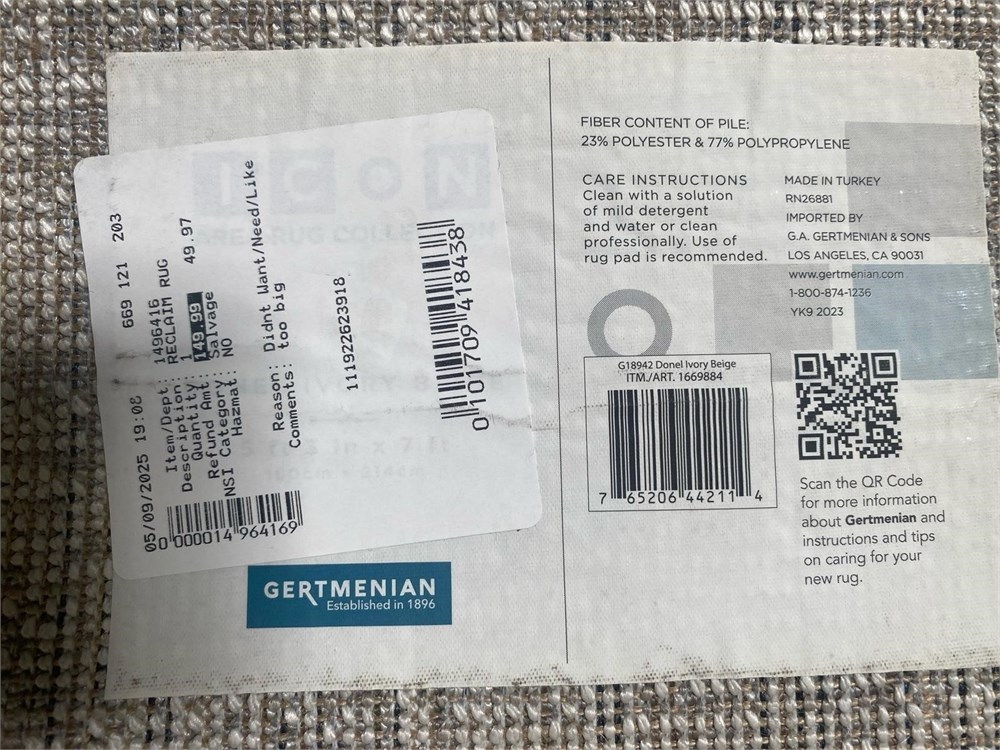 05/09/2025 19:08 669 121 203
Item/Dept: 1496416
Description: RECLAIM RUG
Quantity: 1
Refund Amt: 149.99 49.97
NSI Category: Salvage
Hazmat: NO
Reason: Didnt Want/Need/Like
Comments: too big
0 000014 964169
111922623918
0 101709 418438
ICON
AREA RUG COLLECTION
GERTMENIAN
Established in 1896
FIBER CONTENT OF PILE:
23% POLYESTER & 77% POLYPROPYLENE
CARE INSTRUCTIONS
Clean with a solution
of mild detergent
and water or clean
professionally. Use of
rug pad is recommended.
MADE IN TURKEY
RN26881
IMPORTED BY
G.A. GERTMENIAN & SONS
LOS ANGELES, CA 90031
www.gertmenian.com
1-800-874-1236
YK9 2023
G18942 Donel Ivory Beige
ITM./ART. 1669884
7 65206 44211 4
Scan the QR Code
for more information
about Gertmenian and
instructions and tips
on caring for your
new rug.